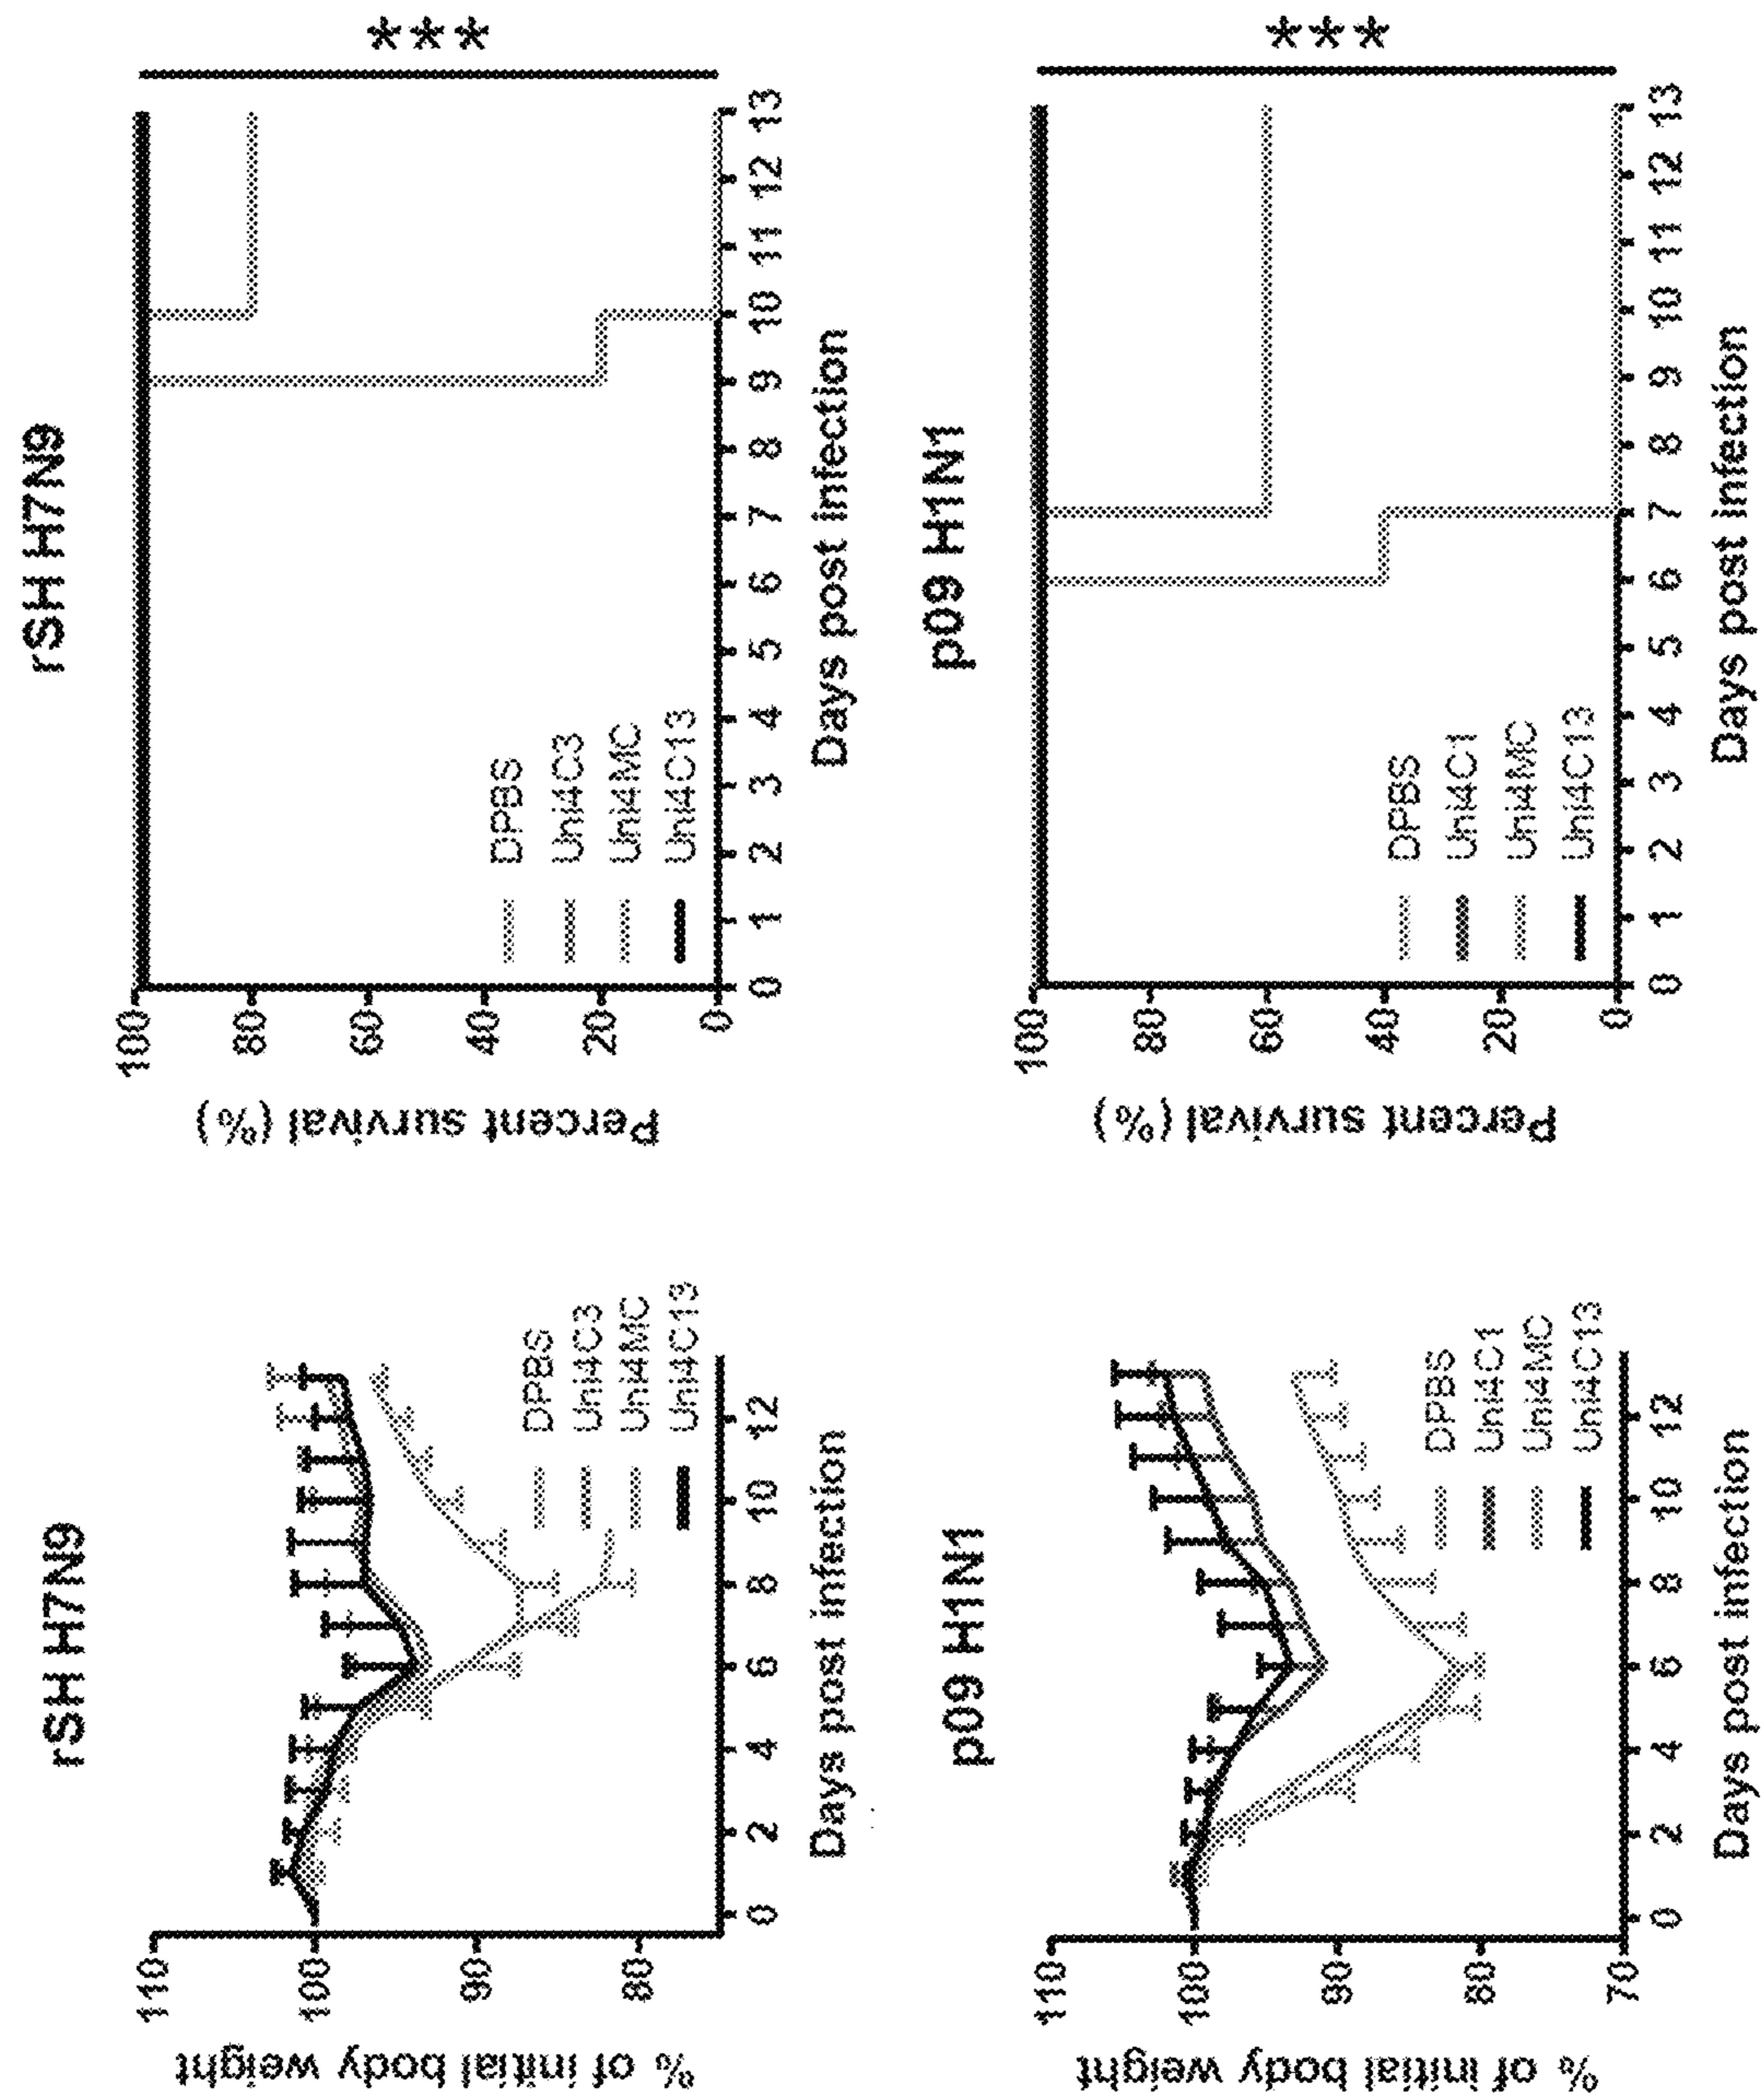 rSH H7N9
% of initial body weight
110
100
90
80
0 2 4 6 8 10 12
Days post infection
DPBS
Uni4C3
Uni4MC
Uni4C13
rSH H7N9
Percent survival (%)
100
80
60
40
20
0
0 1 2 3 4 5 6 7 8 9 10 11 12 13
Days post infection
DPBS
Uni4C3
Uni4MC
Uni4C13
***
p09 H1N1
% of initial body weight
110
100
90
80
70
0 2 4 6 8 10 12
Days post infection
DPBS
Uni4C1
Uni4MC
Uni4C13
p09 H1N1
Percent survival (%)
100
80
60
40
20
0
0 1 2 3 4 5 6 7 8 9 10 11 12 13
Days post infection
DPBS
Uni4C1
Uni4MC
Uni4C13
***